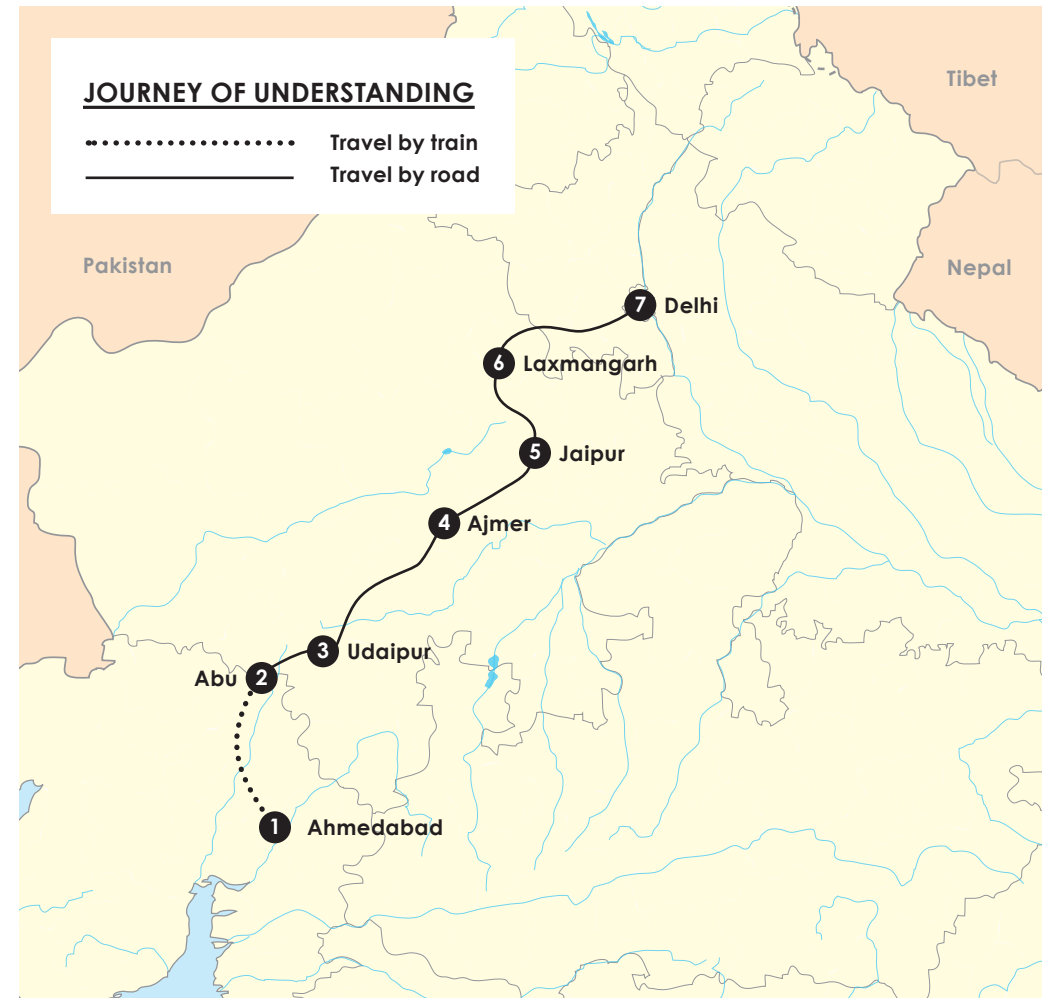 JOURNEY OF UNDERSTANDING
Travel by train
Travel by road
Tibet
Pakistan
Nepal
7 Delhi
6 Laxmangarh
5 Jaipur
4 Ajmer
3 Udaipur
Abu 2
1 Ahmedabad